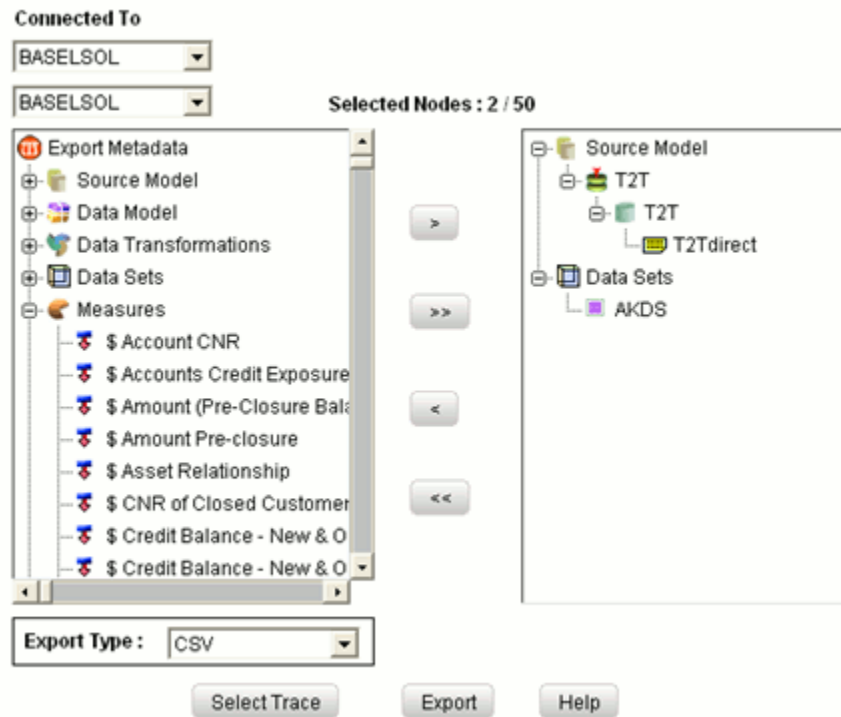 Connected To
BASELSOL
BASELSOL
Selected Nodes : 2 / 50
Export Metadata
Source Model
Data Model
Data Transformations
Data Sets
Measures
$ Account CNR
$ Accounts Credit Exposure
$ Amount (Pre-Closure Bala
$ Amount Pre-closure
$ Asset Relationship
$ CNR of Closed Customer
$ Credit Balance - New & O
$ Credit Balance - New & O
>
>>
<
<<
Source Model
T2T
T2T
T2Tdirect
Data Sets
AKDS
Export Type : CSV
Select Trace Export Help